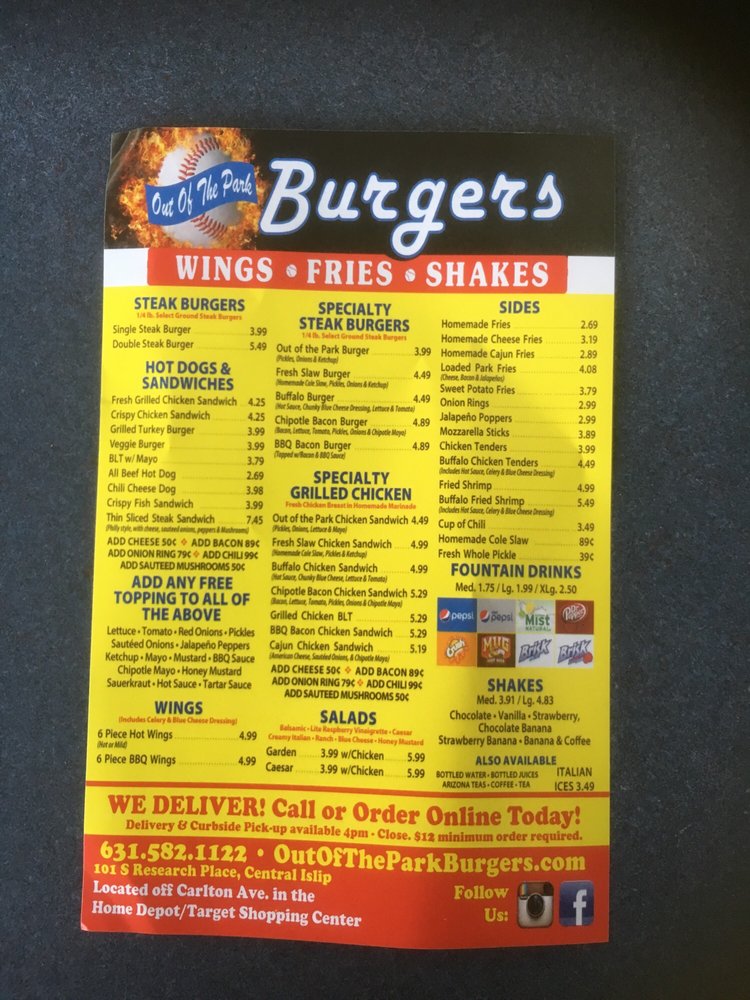 Out Of The Park
Burgers
WINGS • FRIES • SHAKES
STEAK BURGERS
1/4 lb. Select Ground Steak Burgers
Single Steak Burger 3.99
Double Steak Burger 5.49
HOT DOGS &
SANDWICHES
Fresh Grilled Chicken Sandwich 4.25
Crispy Chicken Sandwich 4.25
Grilled Turkey Burger 3.99
Veggie Burger 3.99
BLT w/ Mayo 3.79
All Beef Hot Dog 2.69
Chili Cheese Dog 3.98
Crispy Fish Sandwich 3.99
Thin Sliced Steak Sandwich 7.45
(Philly style, with cheese, sauteed onions, peppers & Mushrooms)
ADD CHEESE 50¢ ADD BACON 89¢
ADD ONION RING 79¢ ADD CHILI 99¢
ADD SAUTEED MUSHROOMS 50¢
ADD ANY FREE
TOPPING TO ALL OF
THE ABOVE
Lettuce • Tomato • Red Onions • Pickles
Sautéed Onions • Jalapeño Peppers
Ketchup • Mayo • Mustard • BBQ Sauce
Chipotle Mayo • Honey Mustard
Sauerkraut • Hot Sauce • Tartar Sauce
WINGS
(Includes Celery & Blue Cheese Dressing)
6 Piece Hot Wings 4.99
(Hot or Mild)
6 Piece BBQ Wings 4.99
SPECIALTY
STEAK BURGERS
1/4 lb. Select Ground Steak Burgers
Out of the Park Burger 3.99
(Pickles, Onions & Ketchup)
Fresh Slaw Burger 4.49
(Homemade Cole Slaw, Pickles, Onions & Ketchup)
Buffalo Burger 4.49
(Hot Sauce, Chunky Blue Cheese Dressing, Lettuce & Tomato)
Chipotle Bacon Burger 4.89
(Bacon, Lettuce, Tomato, Pickles, Onions & Chipotle Mayo)
BBQ Bacon Burger 4.89
(Topped w/Bacon & BBQ Sauce)
SPECIALTY
GRILLED CHICKEN
Fresh Chicken Breast in Homemade Marinade
Out of the Park Chicken Sandwich 4.49
(Pickles, Onions, Lettuce & Mayo)
Fresh Slaw Chicken Sandwich 4.99
(Homemade Cole Slaw, Pickles & Ketchup)
Buffalo Chicken Sandwich 4.99
(Hot Sauce, Chunky Blue Cheese, Lettuce & Tomato)
Chipotle Bacon Chicken Sandwich 5.29
(Bacon, Lettuce, Tomato, Pickles, Onions & Chipotle Mayo)
Grilled Chicken BLT 5.29
BBQ Bacon Chicken Sandwich 5.29
Cajun Chicken Sandwich 5.19
(American Cheese, Sautéed Onions, & Chipotle Mayo)
ADD CHEESE 50¢ ADD BACON 89¢
ADD ONION RING 79¢ ADD CHILI 99¢
ADD SAUTEED MUSHROOMS 50¢
SALADS
Balsamic • Lite Raspberry Vinaigrette • Caesar
Creamy Italian • Ranch • Blue Cheese • Honey Mustard
Garden 3.99 w/Chicken 5.99
Caesar 3.99 w/Chicken 5.99
SIDES
Homemade Fries 2.69
Homemade Cheese Fries 3.19
Homemade Cajun Fries 2.89
Loaded Park Fries 4.08
(Cheese, Bacon & Jalapeños)
Sweet Potato Fries 3.79
Onion Rings 2.99
Jalapeño Poppers 2.99
Mozzarella Sticks 3.89
Chicken Tenders 3.99
Buffalo Chicken Tenders 4.49
(Includes Hot Sauce, Celery & Blue Cheese Dressing)
Fried Shrimp 4.99
Buffalo Fried Shrimp 5.49
(Includes Hot Sauce, Celery & Blue Cheese Dressing)
Cup of Chili 3.49
Homemade Cole Slaw 89¢
Fresh Whole Pickle 39¢
FOUNTAIN DRINKS
Med. 1.75 / Lg. 1.99 / XLg. 2.50
pepsi
pepsi
Mist
NATURAL
Dr Pepper
Crush
MUG
Brisk
Brisk
SHAKES
Med. 3.91 / Lg. 4.83
Chocolate • Vanilla • Strawberry,
Chocolate Banana
Strawberry Banana • Banana & Coffee
ALSO AVAILABLE
BOTTLED WATER • BOTTLED JUICES
ARIZONA TEAS • COFFEE • TEA
ITALIAN
ICES 3.49
WE DELIVER! Call or Order Online Today!
Delivery & Curbside Pick-up available 4pm - Close. $12 minimum order required.
631.582.1122 • OutOfTheParkBurgers.com
101 S Research Place, Central Islip
Located off Carlton Ave. in the
Home Depot/Target Shopping Center
Follow
Us:
f